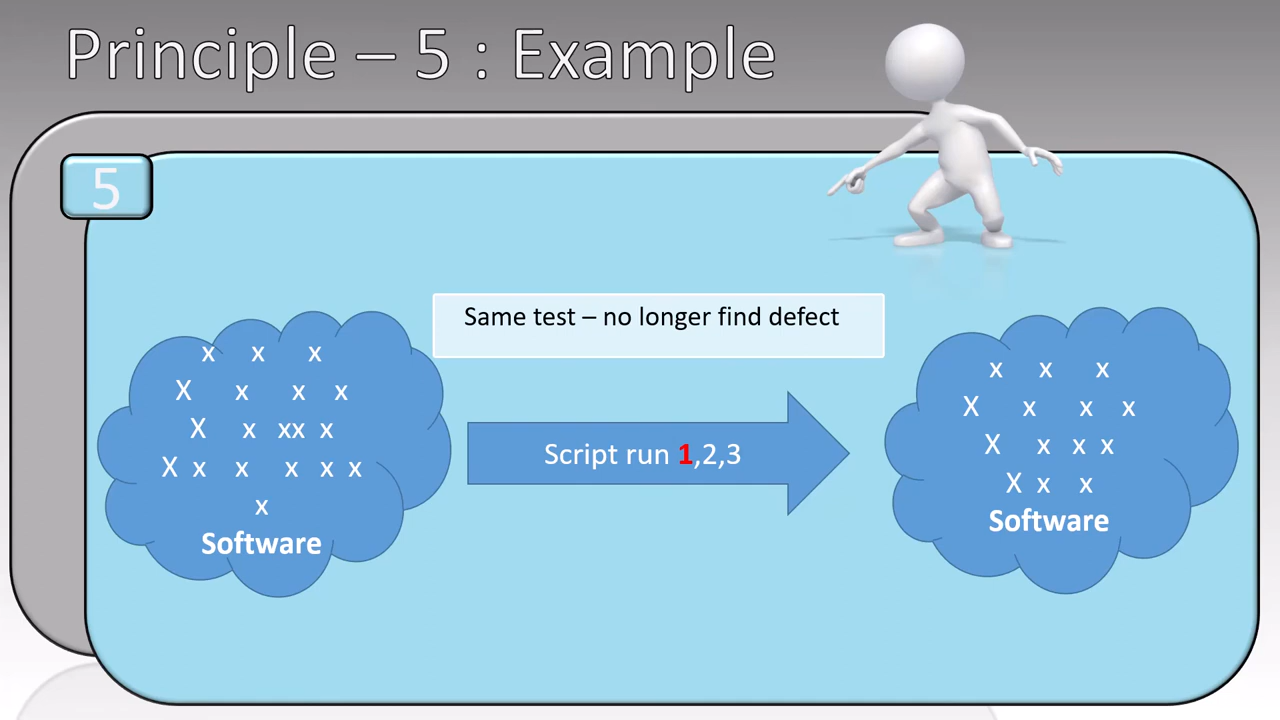 Principle – 5 : Example
5
Same test – no longer find defect
x x x
X x x x
X x xx x
X x x x x x
x
Software
Script run 1,2,3
x x x
X x x x
X x x x
X x x
Software